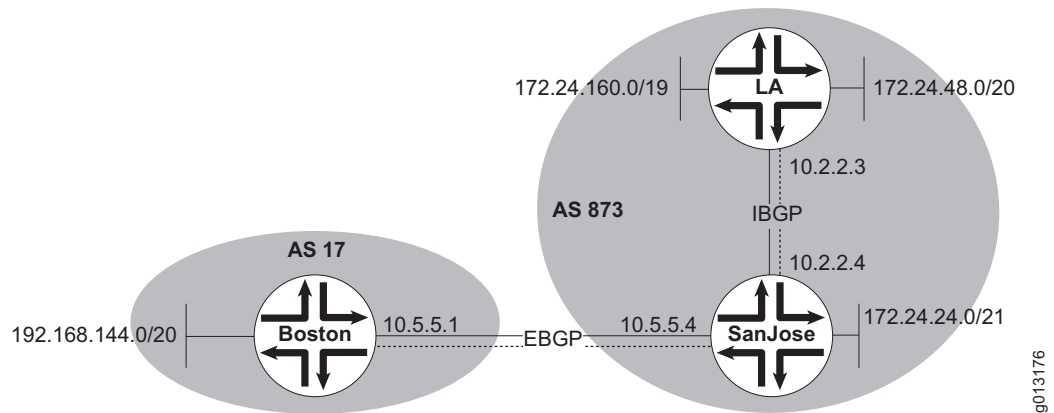 172.24.160.0/19
LA
172.24.48.0/20
10.2.2.3
AS 873
IBGP
AS 17
10.2.2.4
192.168.144.0/20
Boston
10.5.5.1
EBGP
10.5.5.4
SanJose
172.24.24.0/21
g013176